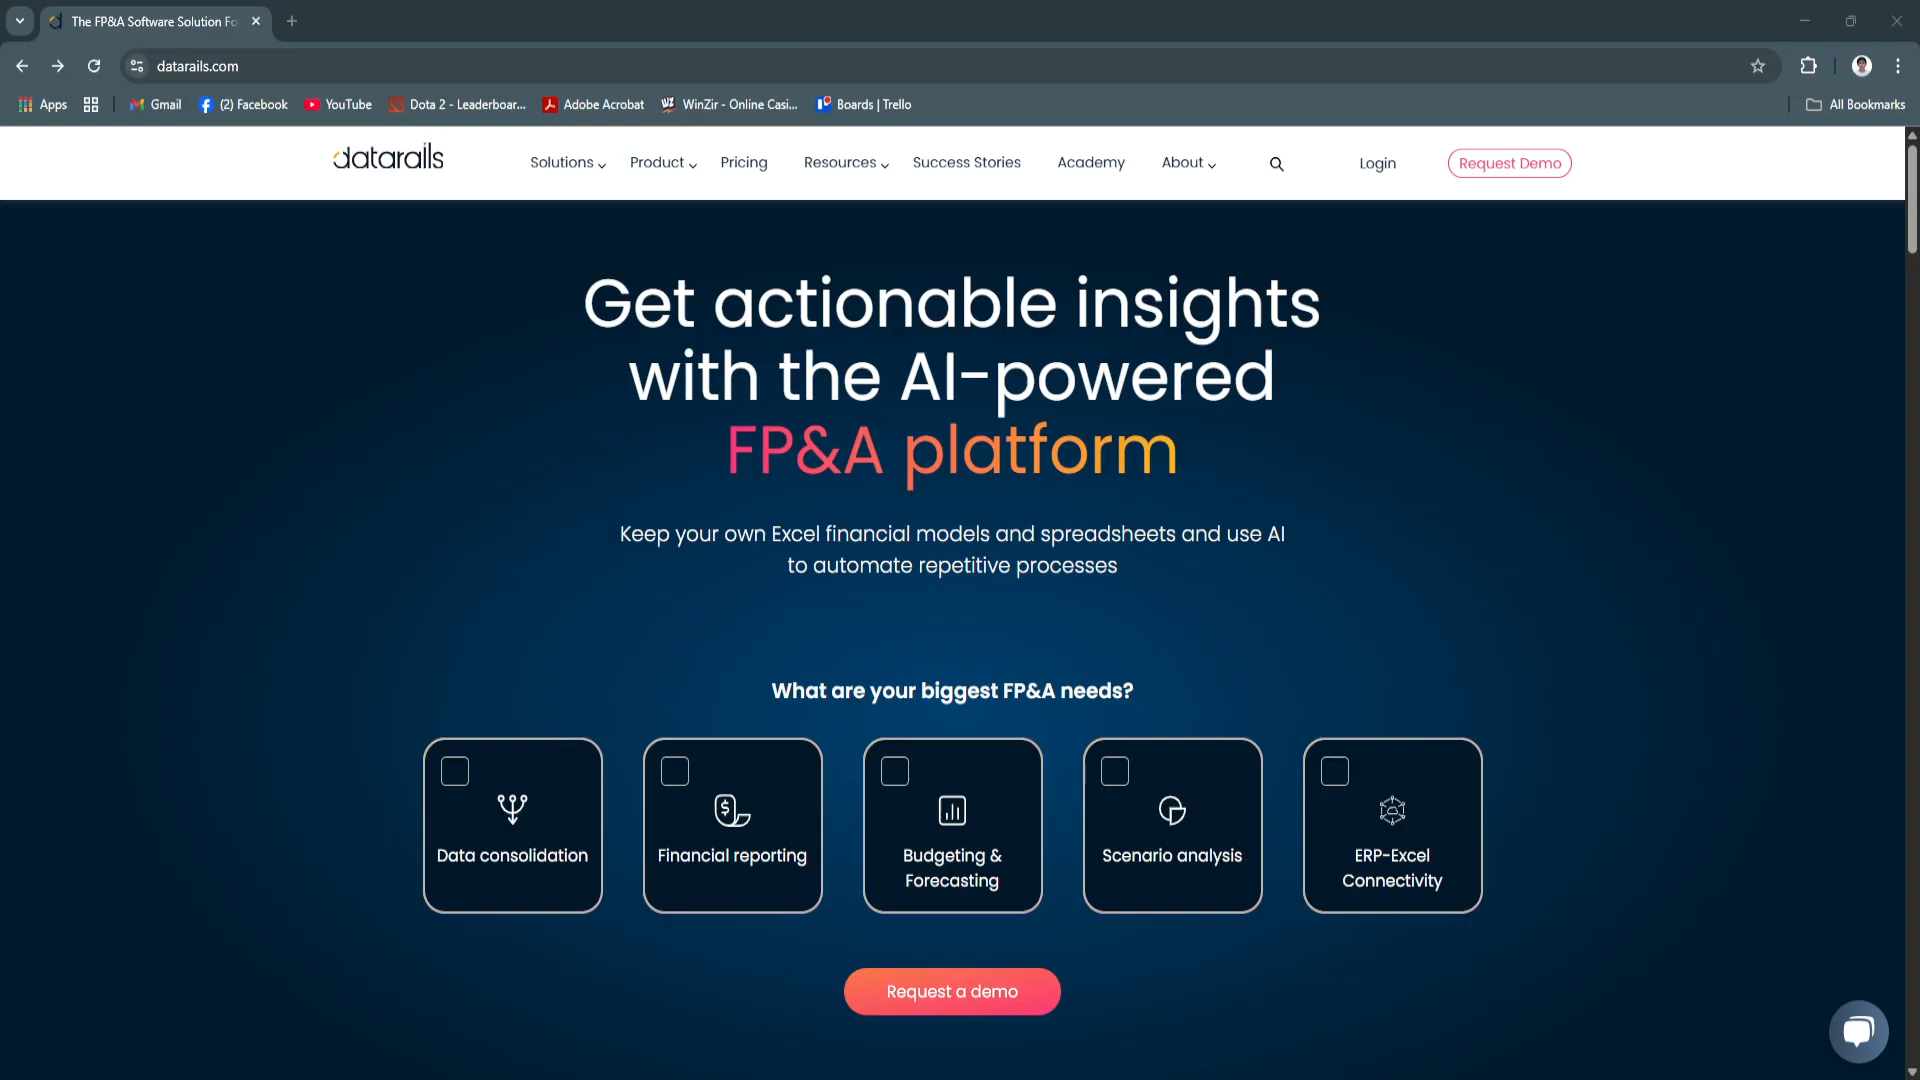 The FP&A Software Solution Fo
datarails.com
Apps
Gmail
(2) Facebook
YouTube
Dota 2 - Leaderboar...
Adobe Acrobat
WinZir - Online Casi...
Boards | Trello
All Bookmarks
datarails
Solutions
Product
Pricing
Resources
Success Stories
Academy
About
Login
Request Demo
Get actionable insights
with the AI-powered
FP&A platform
Keep your own Excel financial models and spreadsheets and use AI
to automate repetitive processes
What are your biggest FP&A needs?
Data consolidation
Financial reporting
Budgeting &
Forecasting
Scenario analysis
ERP-Excel
Connectivity
Request a demo